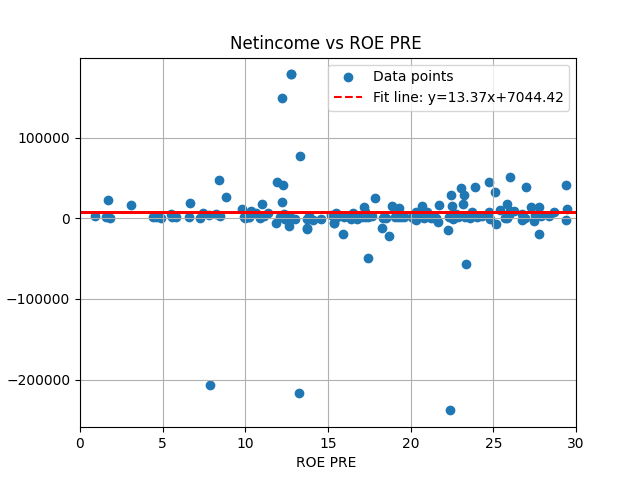 Netincome vs ROE PRE
Data points
Fit line: y=13.37x+7044.42
100000
0
−100000
−200000
0 5 10 15 20 25 30
ROE PRE